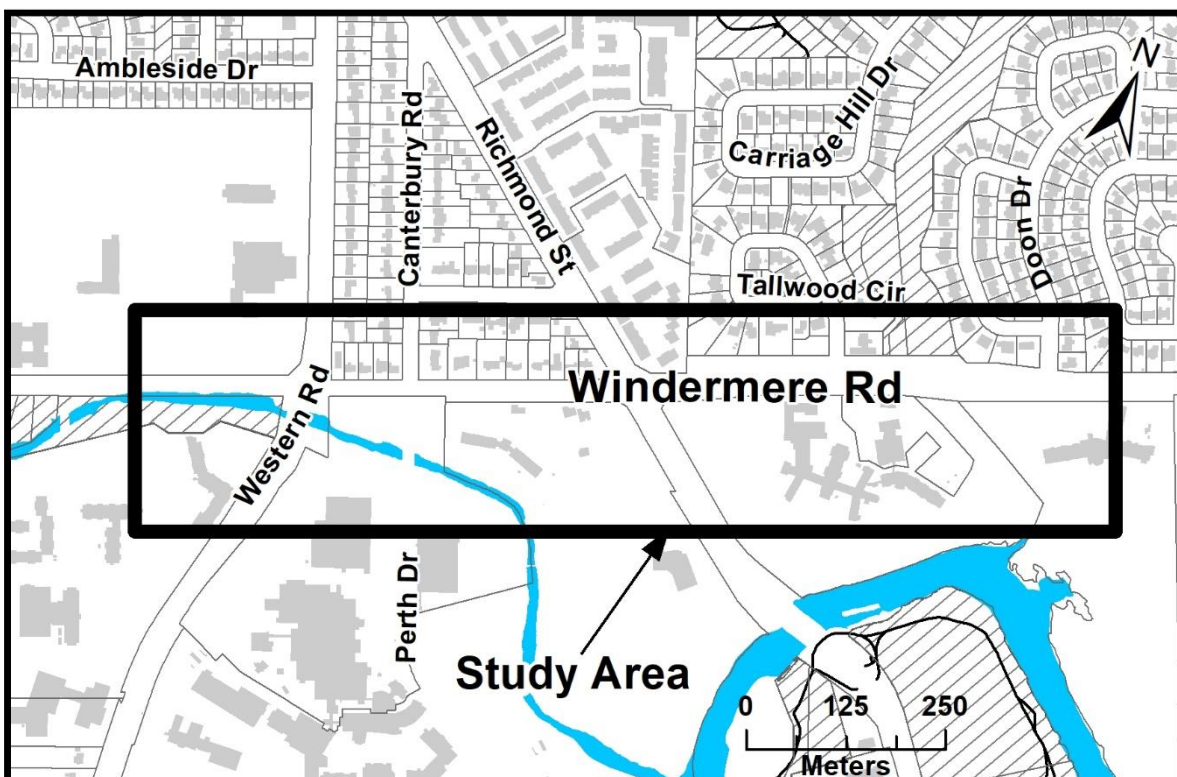 Ambleside Dr
Canterbury Rd
Richmond St
Carriage Hill Dr
N
Doon Dr
Tallwood Cir
Windermere Rd
Western Rd
Perth Dr
Study Area
0 125 250
Meters